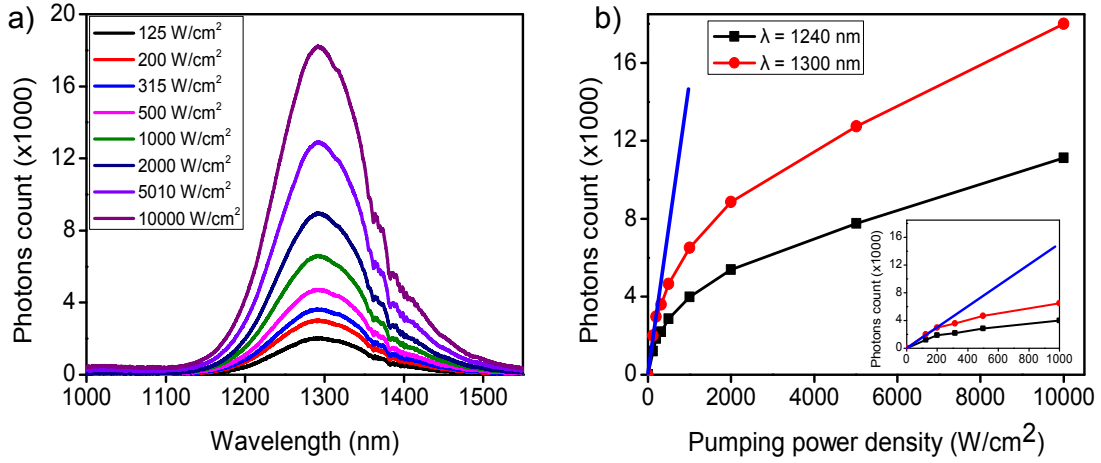 a)
Photons count (x1000)
20
16
12
8
4
0
125 W/cm²
200 W/cm²
315 W/cm²
500 W/cm²
1000 W/cm²
2000 W/cm²
5010 W/cm²
10000 W/cm²
1000 1100 1200 1300 1400 1500
Wavelength (nm)
b)
Photons count (x1000)
16
12
8
4
0
λ = 1240 nm
λ = 1300 nm
0 2000 4000 6000 8000 10000
Pumping power density (W/cm²)
Photons count (x1000)
16
12
8
4
0
0 200 400 600 800 1000